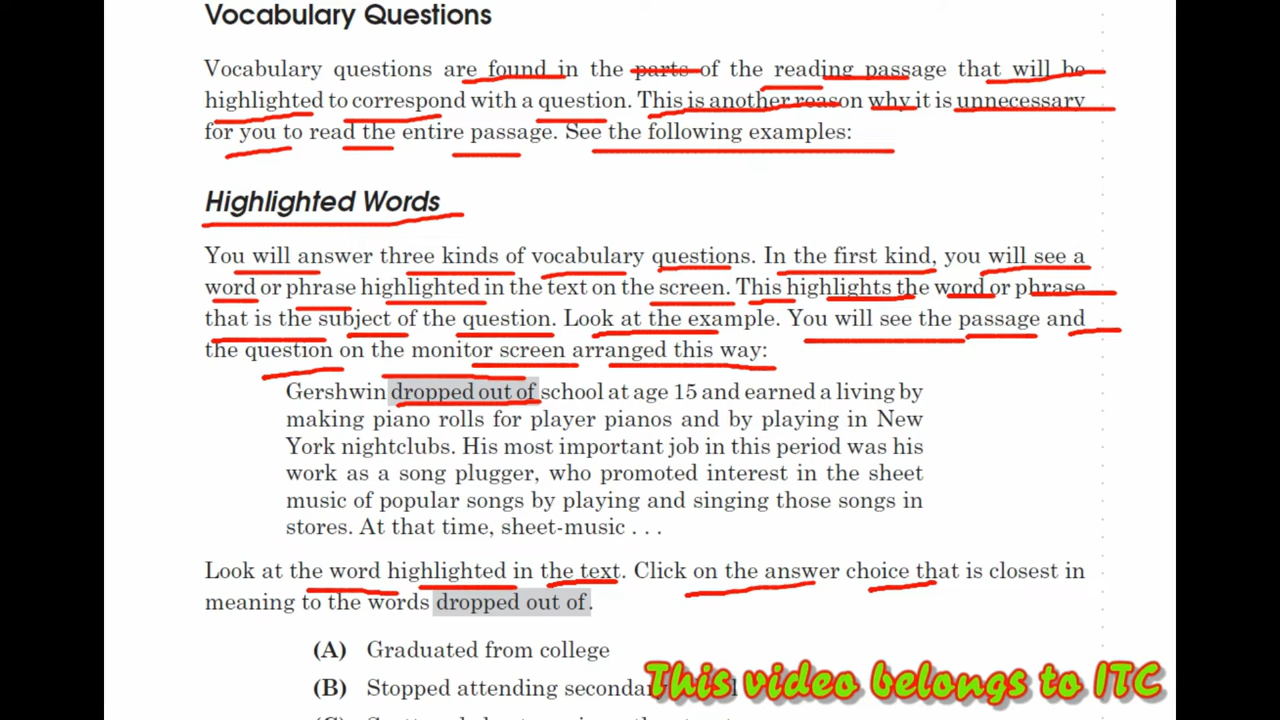 Vocabulary Questions
Vocabulary questions are found in the parts of the reading passage that will be
highlighted to correspond with a question. This is another reason why it is unnecessary
for you to read the entire passage. See the following examples:
Highlighted Words
You will answer three kinds of vocabulary questions. In the first kind, you will see a
word or phrase highlighted in the text on the screen. This highlights the word or phrase
that is the subject of the question. Look at the example. You will see the passage and
the question on the monitor screen arranged this way:
Gershwin dropped out of school at age 15 and earned a living by
making piano rolls for player pianos and by playing in New
York nightclubs. His most important job in this period was his
work as a song plugger, who promoted interest in the sheet
music of popular songs by playing and singing those songs in
stores. At that time, sheet-music . . .
Look at the word highlighted in the text. Click on the answer choice that is closest in
meaning to the words dropped out of.
(A) Graduated from college
(B) Stopped attending
This video belongs to ITC